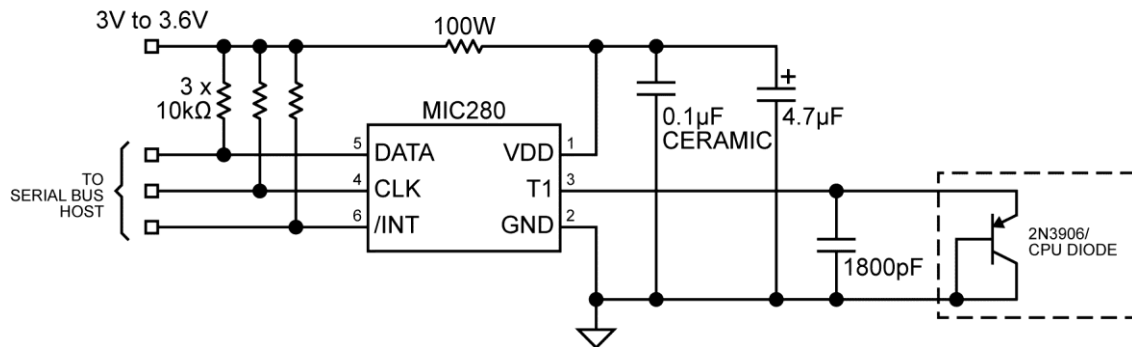 3V to 3.6V
100W
3 x
10kΩ
MIC280
0.1µF
CERAMIC
+
4.7µF
TO
SERIAL BUS
HOST
5
DATA
VDD
1
4
CLK
T1
3
6
/INT
GND
2
1800pF
2N3906/
CPU DIODE